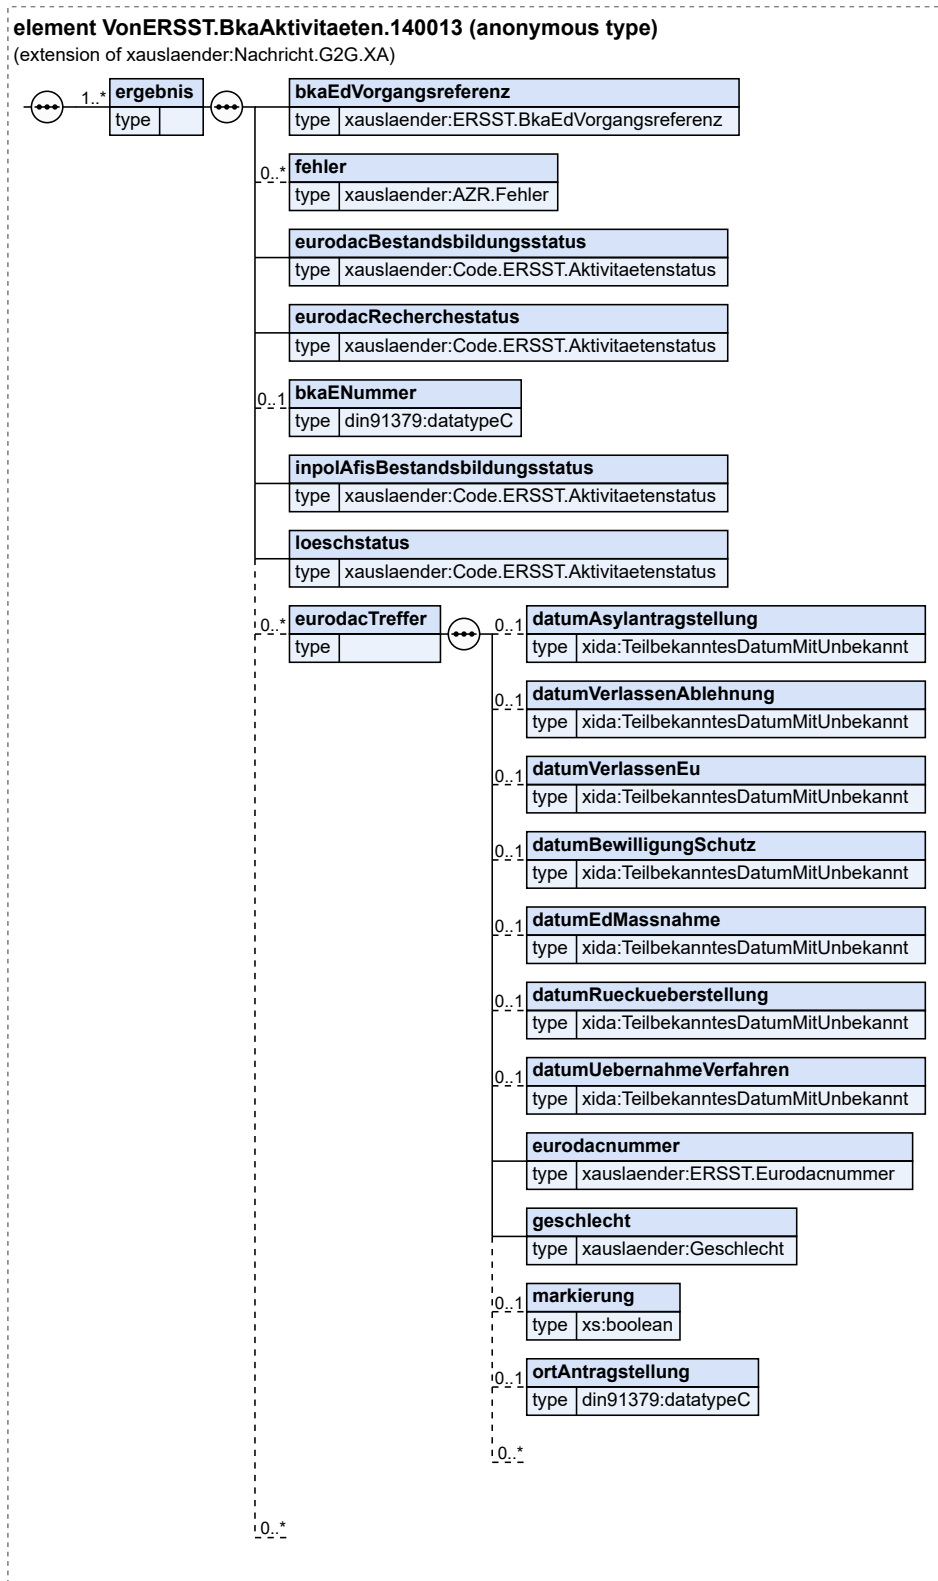 element VonERSST.BkaAktivitaeten.140013 (anonymous type)
(extension of xauslaender:Nachricht.G2G.XA)
1..*
ergebnis
type
bkaEdVorgangsreferenz
type xauslaender:ERSST.BkaEdVorgangsreferenz
0..*
fehler
type xauslaender:AZR.Fehler
eurodacBestandsbildungsstatus
type xauslaender:Code.ERSST.Aktivitaetenstatus
eurodacRecherchestatus
type xauslaender:Code.ERSST.Aktivitaetenstatus
0..1
bkaENummer
type din91379:datatypeC
inpolAfisBestandsbildungsstatus
type xauslaender:Code.ERSST.Aktivitaetenstatus
loeschstatus
type xauslaender:Code.ERSST.Aktivitaetenstatus
0..*
eurodacTreffer
type
0..1
datumAsylantragstellung
type xida:TeilbekanntesDatumMitUnbekannt
0..1
datumVerlassenAblehnung
type xida:TeilbekanntesDatumMitUnbekannt
0..1
datumVerlassenEu
type xida:TeilbekanntesDatumMitUnbekannt
0..1
datumBewilligungSchutz
type xida:TeilbekanntesDatumMitUnbekannt
0..1
datumEdMassnahme
type xida:TeilbekanntesDatumMitUnbekannt
0..1
datumRueckueberstellung
type xida:TeilbekanntesDatumMitUnbekannt
0..1
datumUebernahmeVerfahren
type xida:TeilbekanntesDatumMitUnbekannt
eurodacnummer
type xauslaender:ERSST.Eurodacnummer
geschlecht
type xauslaender:Geschlecht
0..1
markierung
type xs:boolean
0..1
ortAntragstellung
type din91379:datatypeC
0..*
0..*